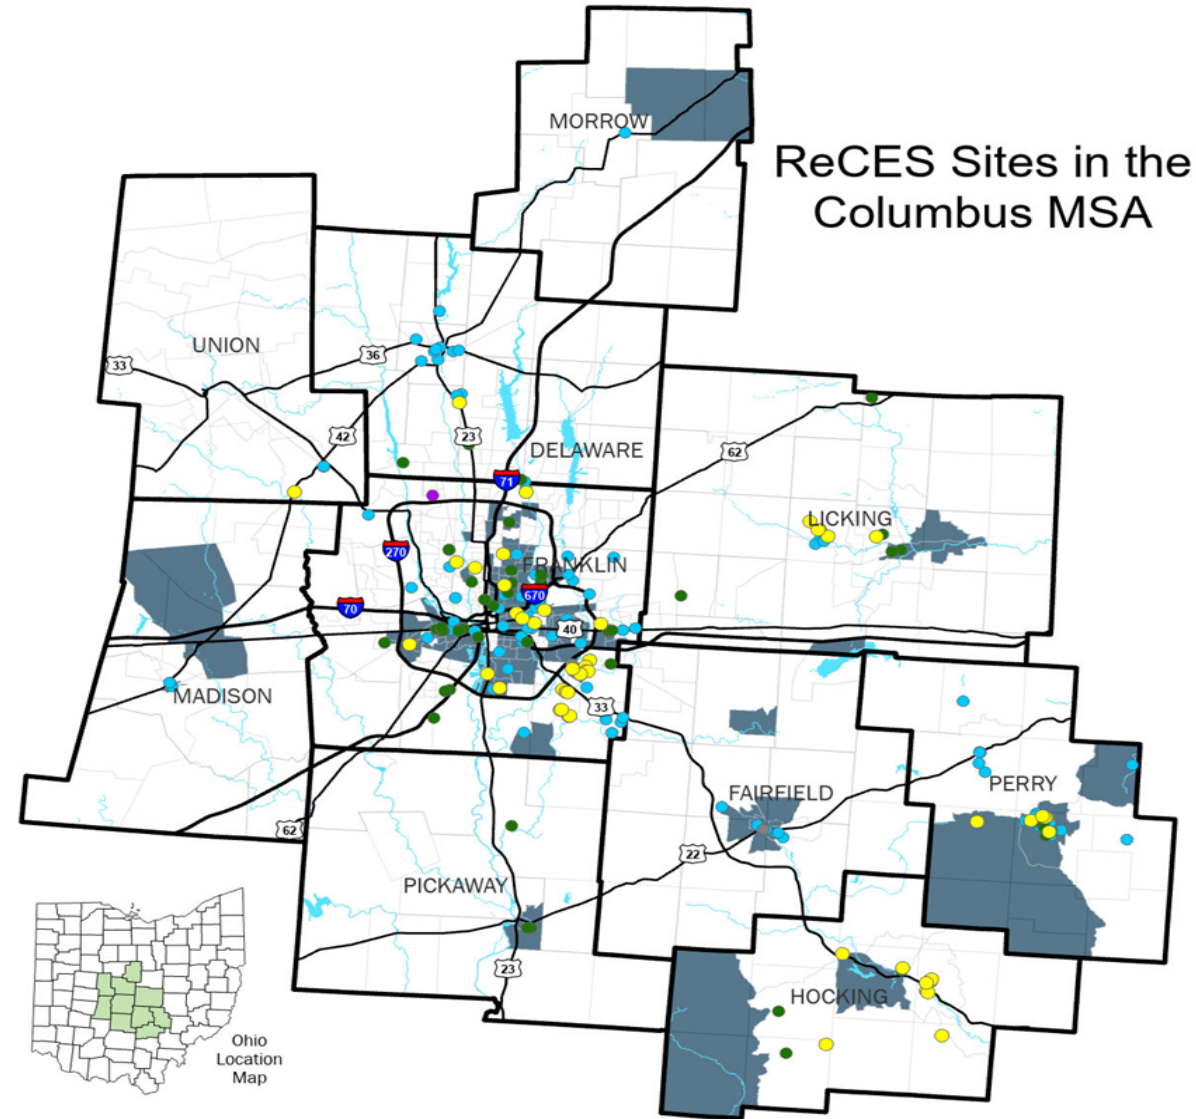 MORROW
ReCES Sites in the
Columbus MSA
UNION
33
36
42
23
DELAWARE
62
71
LICKING
270
FRANKLIN
670
70
40
MADISON
33
FAIRFIELD
PERRY
62
22
PICKAWAY
23
HOCKING
Ohio
Location
Map